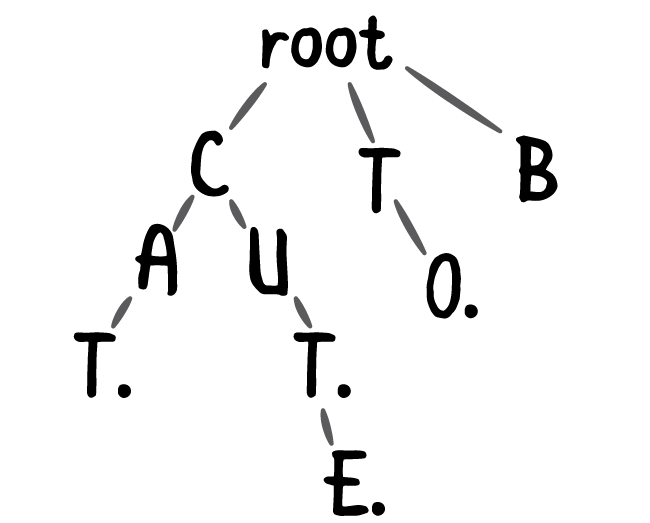 root
C T B
A U O.
T. T.
E.